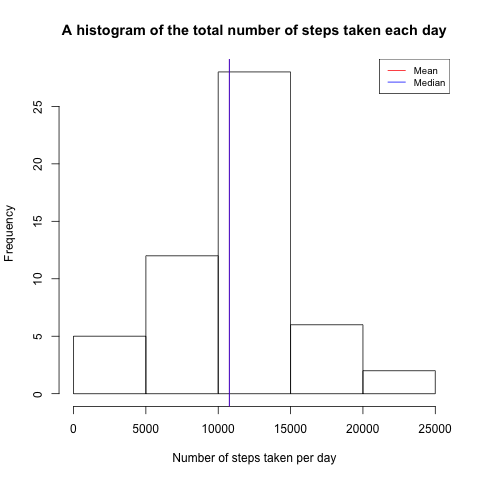 A histogram of the total number of steps taken each day
Mean
Median
25
20
15
10
5
0
Frequency
0 5000 10000 15000 20000 25000
Number of steps taken per day